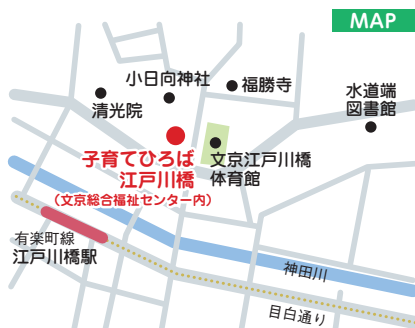 MAP
小日向神社
福勝寺
清光院
水道端
図書館
子育てひろば
江戸川橋
(文京総合福祉センター内)
文京江戸川橋
体育館
有楽町線
江戸川橋駅
神田川
目白通り